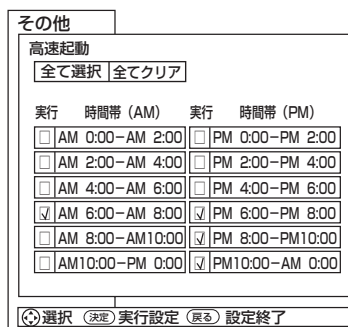 その他
高速起動
全て選択 全てクリア
実行 時間帯（AM） 実行 時間帯（PM）
□ AM 0:00－AM 2:00 □ PM 0:00－PM 2:00
□ AM 2:00－AM 4:00 □ PM 2:00－PM 4:00
□ AM 4:00－AM 6:00 □ PM 4:00－PM 6:00
☑ AM 6:00－AM 8:00 ☑ PM 6:00－PM 8:00
□ AM 8:00－AM10:00 ☑ PM 8:00－PM10:00
□ AM10:00－PM 0:00 ☑ PM10:00－AM 0:00
選択 決定 実行設定 戻る 設定終了